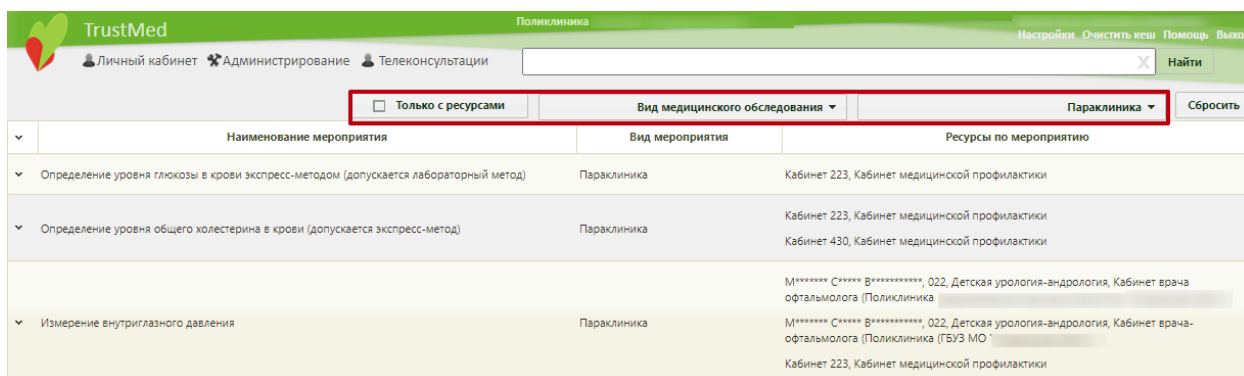 TrustMed
Поликлиника
Настройки Очистить кеш Помощь Выхо
Личный кабинет Администрирование Телеконсультации
X Найти
Только с ресурсами Вид медицинского обследования Параклиника Сбросить
Наименование мероприятия Вид мероприятия Ресурсы по мероприятию
Определение уровня глюкозы в крови экспресс-методом (допускается лабораторный метод) Параклиника Кабинет 223, Кабинет медицинской профилактики
Кабинет 223, Кабинет медицинской профилактики
Определение уровня общего холестерина в крови (допускается экспресс-метод) Параклиника
Кабинет 430, Кабинет медицинской профилактики
М******* С***** В***********, 022, Детская урология-андрология, Кабинет врача
офтальмолога (Поликлиника
Измерение внутриглазного давления Параклиника М******* С***** В***********, 022, Детская урология-андрология, Кабинет врача-
офтальмолога (Поликлиника (ГБУЗ МО
Кабинет 223, Кабинет медицинской профилактики